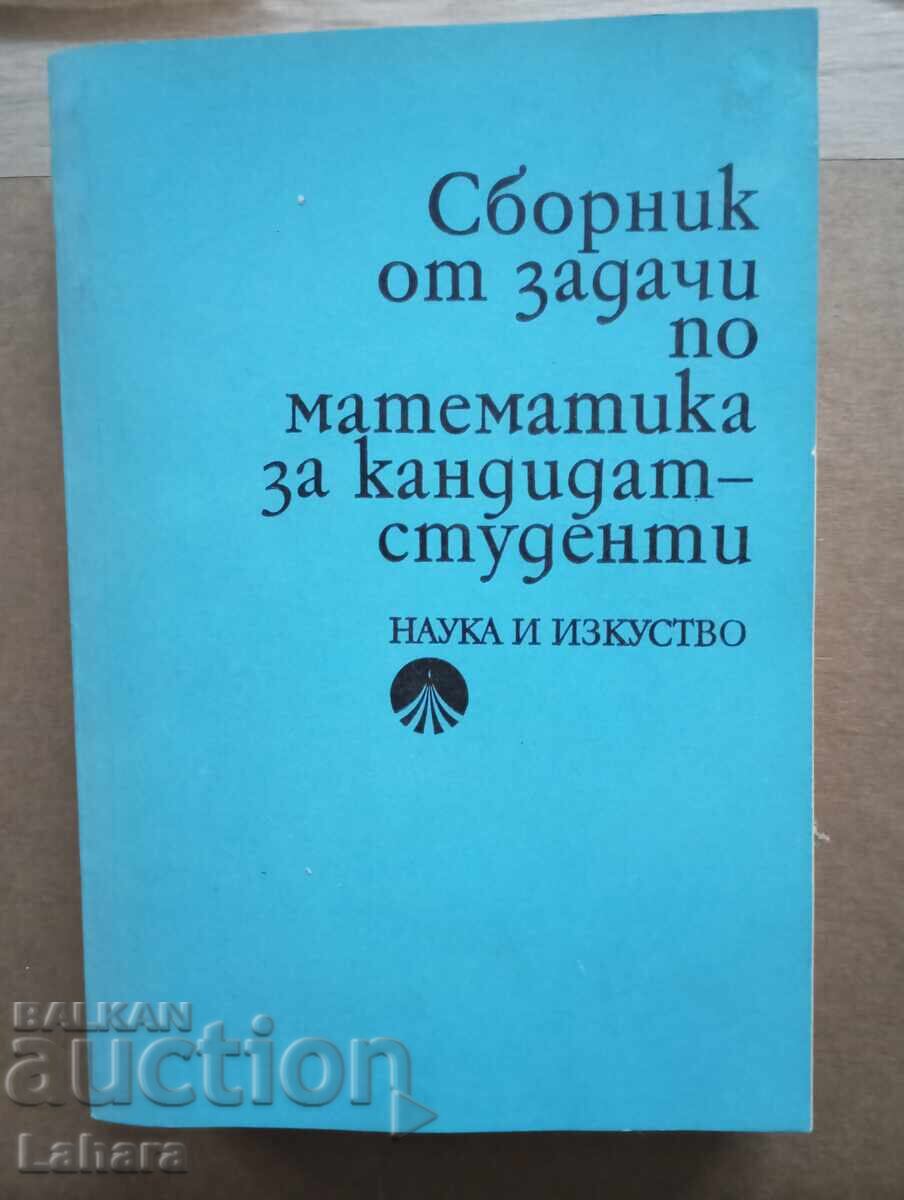 Сборник
от задачи
по
математика
за кандидат-
студенти
НАУКА И ИЗКУСТВО
BALKAN
auction
Lahara